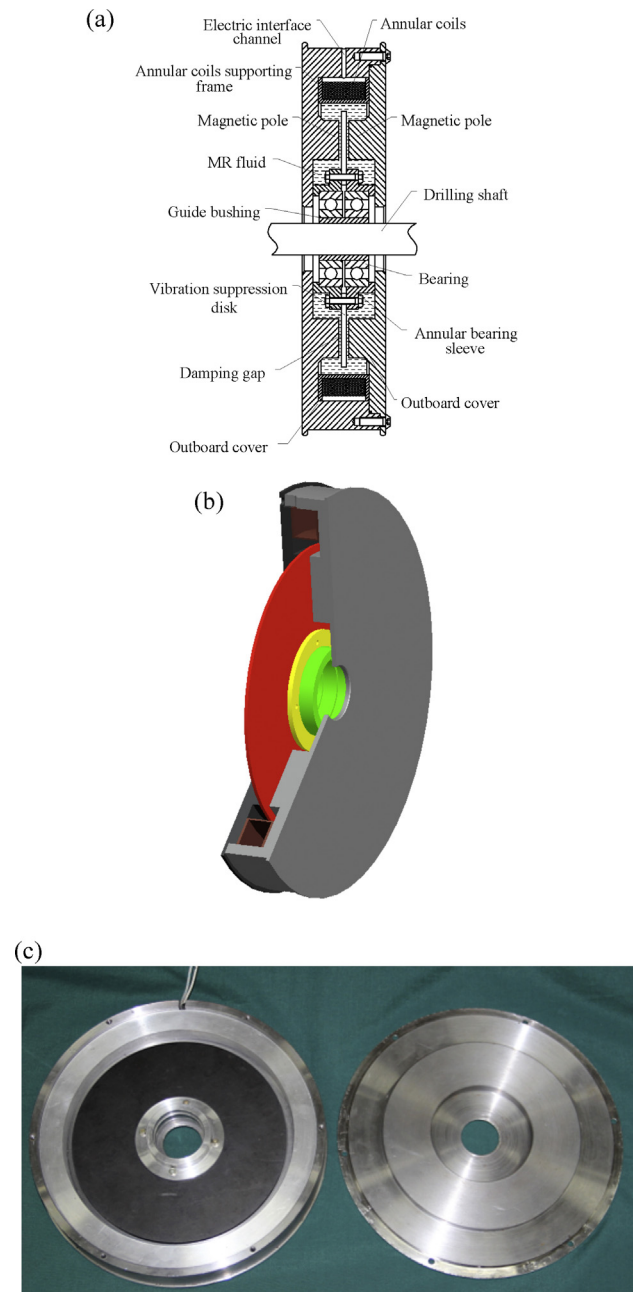 (a)
Electric interface
channel
Annular coils
Annular coils supporting
frame
Magnetic pole
Magnetic pole
MR fluid
Drilling shaft
Guide bushing
Bearing
Vibration suppression
disk
Annular bearing
sleeve
Damping gap
Outboard cover
Outboard cover
(b)
(c)